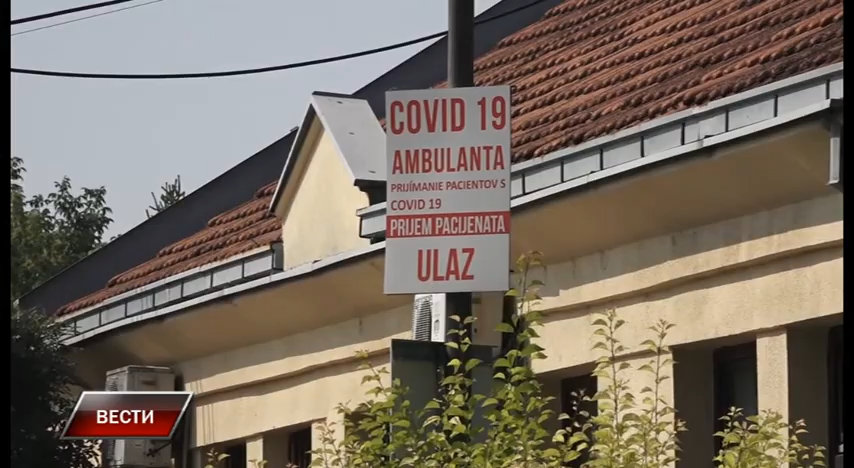 COVID 19
AMBULANTA
PRIJÍMANIE PACIENTOV S
COVID 19
PRIJEM PACIJENATA
ULAZ
ВЕСТИ